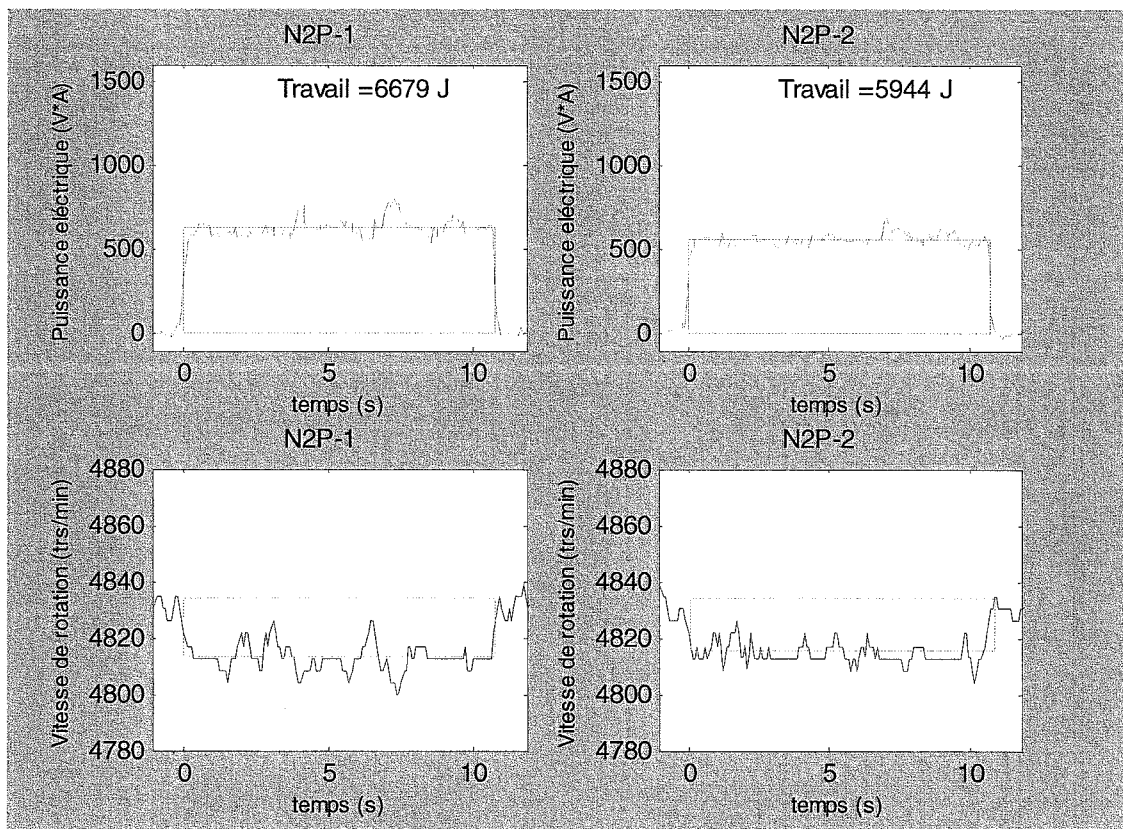 N2P-1
Travail =6679 J
Puissance eléctrique (V*A)
1500
1000
500
0
0 5 10
temps (s)
N2P-2
Travail =5944 J
Puissance eléctrique (V*A)
1500
1000
500
0
0 5 10
temps (s)
N2P-1
Vitesse de rotation (trs/min)
4880
4860
4840
4820
4800
4780
0 5 10
temps (s)
N2P-2
Vitesse de rotation (trs/min)
4880
4860
4840
4820
4800
4780
0 5 10
temps (s)